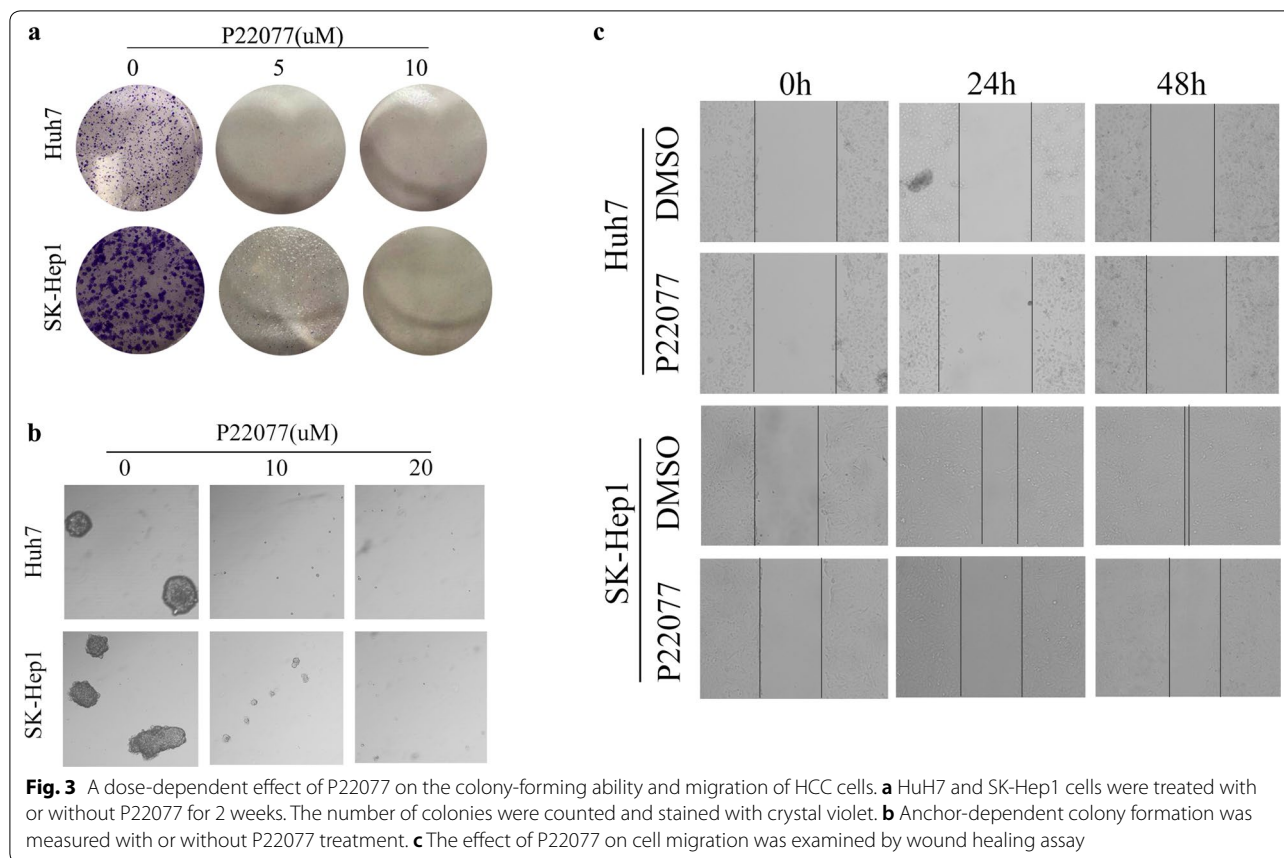 a
P22077(uM)
0 5 10
Huh7
SK-Hep1
b
P22077(uM)
0 10 20
Huh7
SK-Hep1
c
0h 24h 48h
Huh7
DMSO
P22077
SK-Hep1
DMSO
P22077
Fig. 3 A dose-dependent effect of P22077 on the colony-forming ability and migration of HCC cells. a HuH7 and SK-Hep1 cells were treated with
or without P22077 for 2 weeks. The number of colonies were counted and stained with crystal violet. b Anchor-dependent colony formation was
measured with or without P22077 treatment. c The effect of P22077 on cell migration was examined by wound healing assay